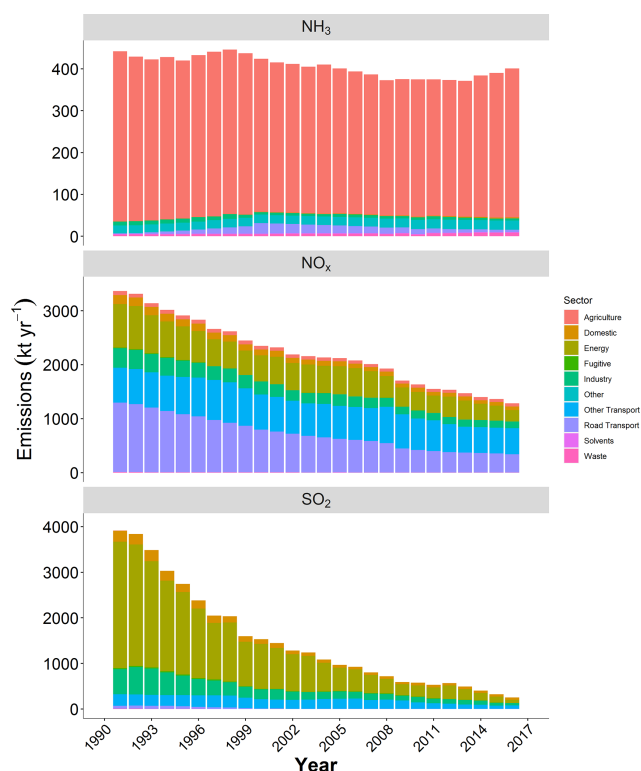 NH₃
400
300
200
100
0
NOₓ
3000
2000
1000
0
SO₂
4000
3000
2000
1000
0
Emissions (kt yr⁻¹)
1990 1993 1996 1999 2002 2005 2008 2011 2014 2017
Year
Sector
Agriculture
Domestic
Energy
Fugitive
Industry
Other
Other Transport
Road Transport
Solvents
Waste